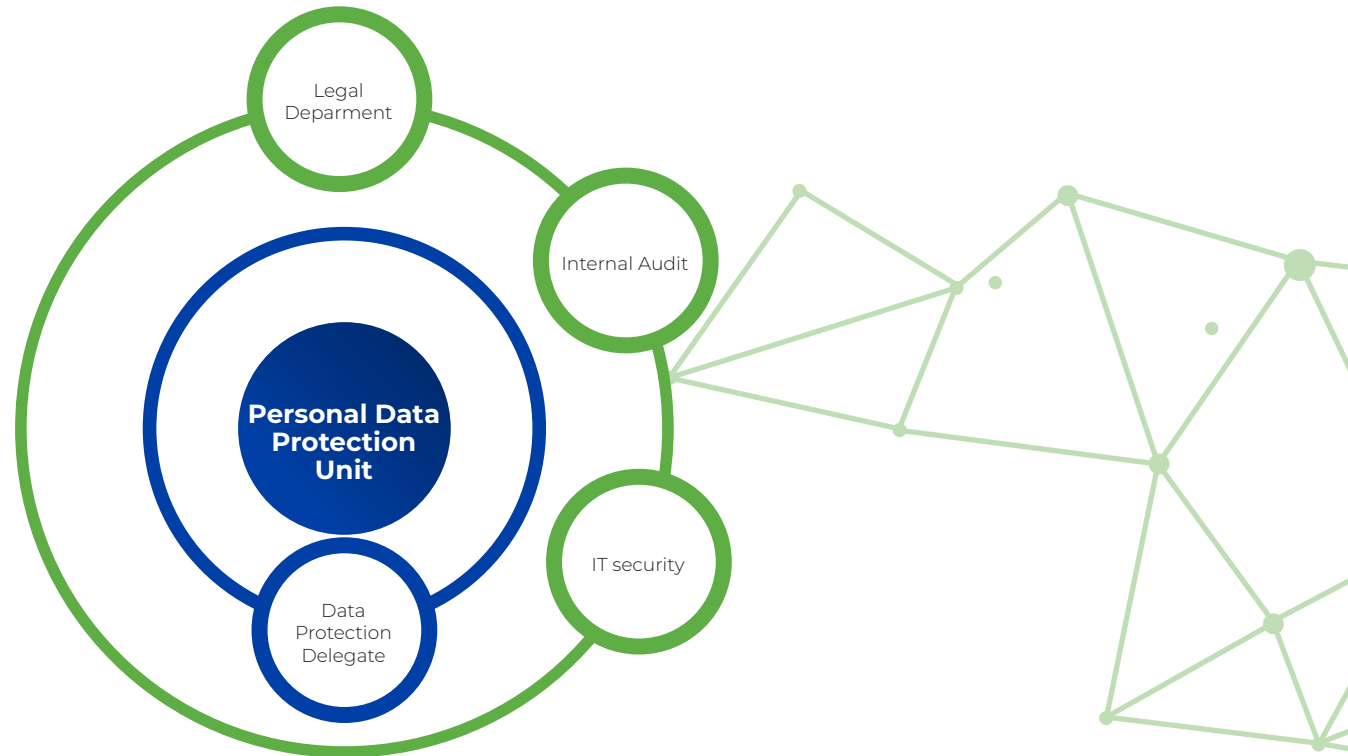 Legal
Deparment
Internal Audit
Personal Data
Protection
Unit
IT security
Data
Protection
Delegate